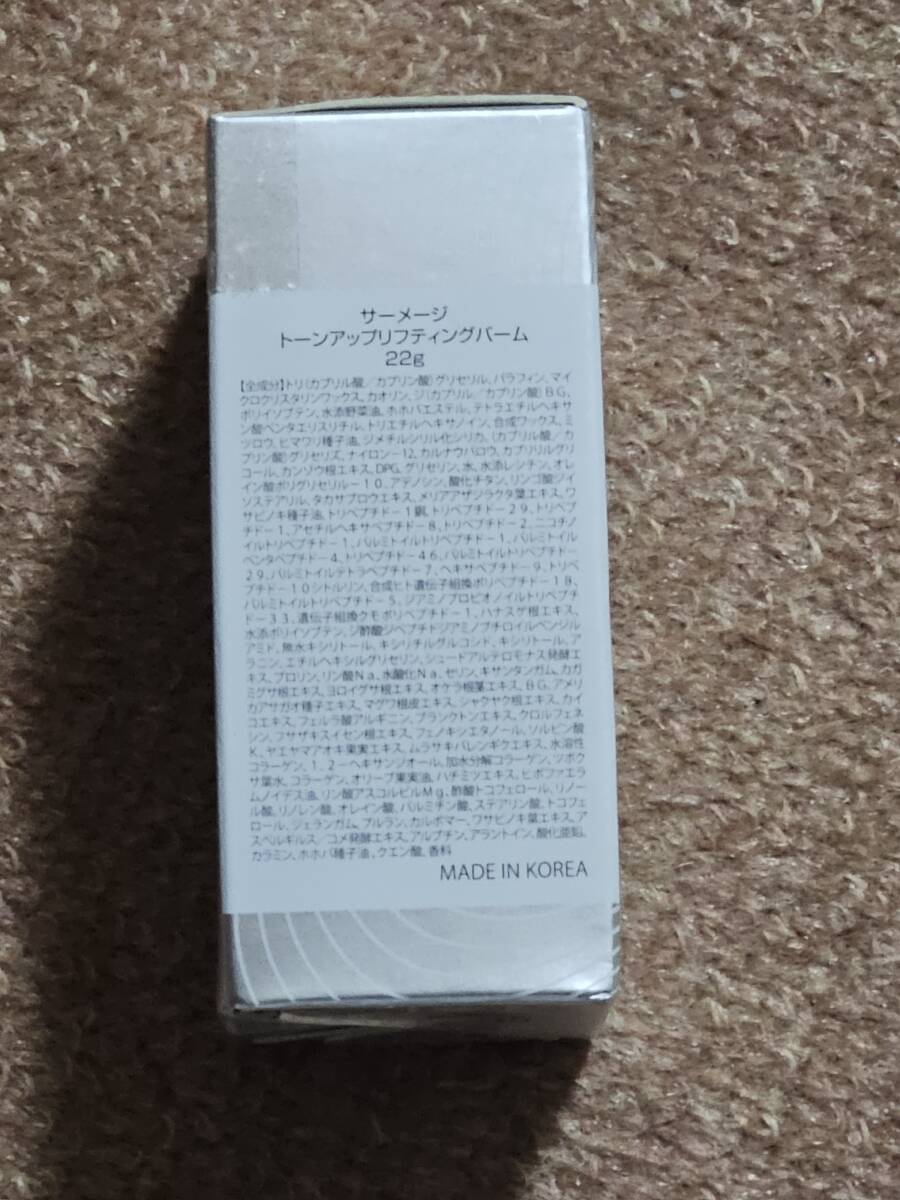 サーメージ
トーンアップリフティングバーム
22g
【全成分】トリ(カプリル酸/カプリン酸)グリセリル、パラフィン、マイ
クロクリスタリンワックス、カオリン、ジ(カプリル/カプリン酸)BG、
ポリイソブテン、水添野菜油、ホホバエステル、テトラエチルヘキサ
ン酸ペンタエリスリチル、トリエチルヘキサノイン、合成ワックス、ミ
ツロウ、ヒマワリ種子油、ジメチルシリル化シリカ、(カプリル酸/カ
プリン酸)グリセリズ、ナイロン-12、カルナウバロウ、カプリリルグリ
コール、カンゾウ根エキス、DPG、グリセリン、水、水添レシチン、オレ
イン酸ポリグリセリル-10、アデノシン、酸化チタン、リンゴ酸ジイ
ソステアリル、タカサブロウエキス、メリアアザジラクタ葉エキス、ワ
サビノキ種子油、トリペプチド-1銅、トリペプチド-29、トリペプ
チド-1、アセチルヘキサペプチド-8、トリペプチド-2、ニコチノ
イルトリペプチド-1、パルミトイルトリペプチド-1、パルミトイル
ペンタペプチド-4、トリペプチド-46、パルミトイルトリペプチド-
29、パルミトイルテトラペプチド-7、ヘキサペプチド-9、トリペ
プチド-10シトルリン、合成ヒト遺伝子組換ポリペプチド-18、
パルミトイルトリペプチド-5、ジアミノプロピオノイルトリペプチ
ド-33、遺伝子組換クモポリペプチド-1、ハナスゲ根エキス、
水添ポリイソブテン、ジ酢酸ジペプチドジアミノブチロイルベンジル
アミド、無水キシリトール、キシリチルグルコシド、キシリトール、ア
ラニン、エチルヘキシルグリセリン、シュードアルテロモナス発酵エ
キス、プロリン、リン酸Na、水酸化Na、セリン、キサンタンガム、カガ
ミグサ根エキス、ヨロイグサ根エキス、オケラ根茎エキス、BG、アメリ
カアサガオ種子エキス、マグワ根皮エキス、シャクヤク根エキス、カイ
コエキス、フェルラ酸アルギニン、プランクトンエキス、クロルフェネ
シン、フサザキスイセン根エキス、フェノキシエタノール、ソルビン酸
K、ヤエヤマアオキ果実エキス、ムラサキバレンギクエキス、水溶性
コラーゲン、1,2-ヘキサンジオール、加水分解コラーゲン、ツボク
サ葉水、コラーゲン、オリーブ果実油、ハチミツエキス、ヒポファエラ
ムノイデス油、リン酸アスコルビルMg、酢酸トコフェロール、リノー
ル酸、リノレン酸、オレイン酸、パルミチン酸、ステアリン酸、トコフェ
ロール、ジェランガム、プルラン、カルボマー、ワサビノキ葉エキス、ア
スペルギルス/コメ発酵エキス、アルブチン、アラントイン、酸化亜鉛、
カラミン、ホホバ種子油、クエン酸、香料
MADE IN KOREA